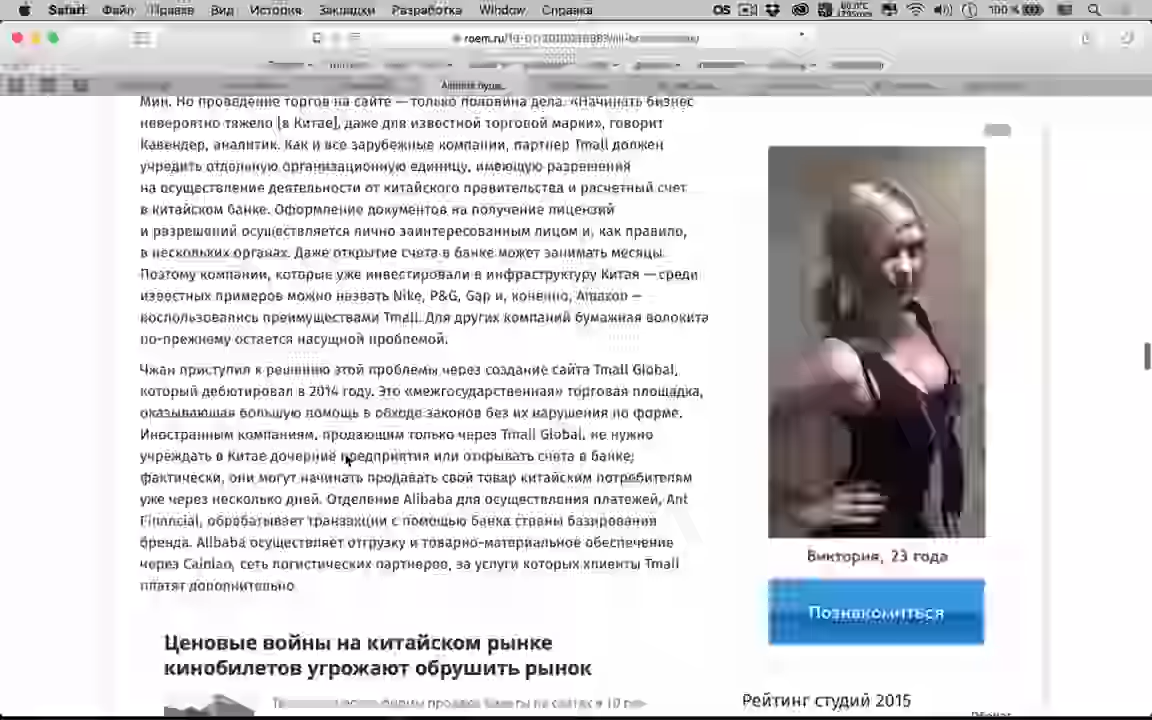 Safari Файл Правка Вид История Закладки Разработка Window Справка
100 %
roem.ru
Мин. Но проведение торгов на сайте — только половина дела. «Начинать бизнес
невероятно тяжело [в Китае], даже для известной торговой марки», говорит
Кавендер, аналитик. Как и все зарубежные компании, партнер Tmall должен
учредить отдельную организационную единицу, имеющую разрешения
на осуществление деятельности от китайского правительства и расчетный счет
в китайском банке. Оформление документов на получение лицензий
и разрешений осуществляется лично заинтересованным лицом и, как правило,
в нескольких органах. Даже открытие счета в банке может занимать месяцы.
Поэтому компании, которые уже инвестировали в инфраструктуру Китая — среди
известных примеров можно назвать Nike, P&G, Gap и, конечно, Amazon —
воспользовались преимуществами Tmall. Для других компаний бумажная волокита
по-прежнему остается насущной проблемой.
Чжан приступил к решению этой проблемы через создание сайта Tmall Global,
который дебютировал в 2014 году. Это «межгосударственная» торговая площадка,
оказывающая большую помощь в обходе законов без их нарушения по форме.
Иностранным компаниям, продающим только через Tmall Global, не нужно
учреждать в Китае дочерние предприятия или открывать счета в банке;
фактически, они могут начинать продавать свой товар китайским потребителям
уже через несколько дней. Отделение Alibaba для осуществления платежей, Ant
Financial, обрабатывает транзакции с помощью банка страны базирования
бренда. Alibaba осуществляет отгрузку и товарно-материальное обеспечение
через Cainiao, сеть логистических партнеров, за услуги которых клиенты Tmall
платят дополнительно.
Виктория, 23 года
Познакомиться
Ценовые войны на китайском рынке
кинобилетов угрожают обрушить рынок
Рейтинг студий 2015